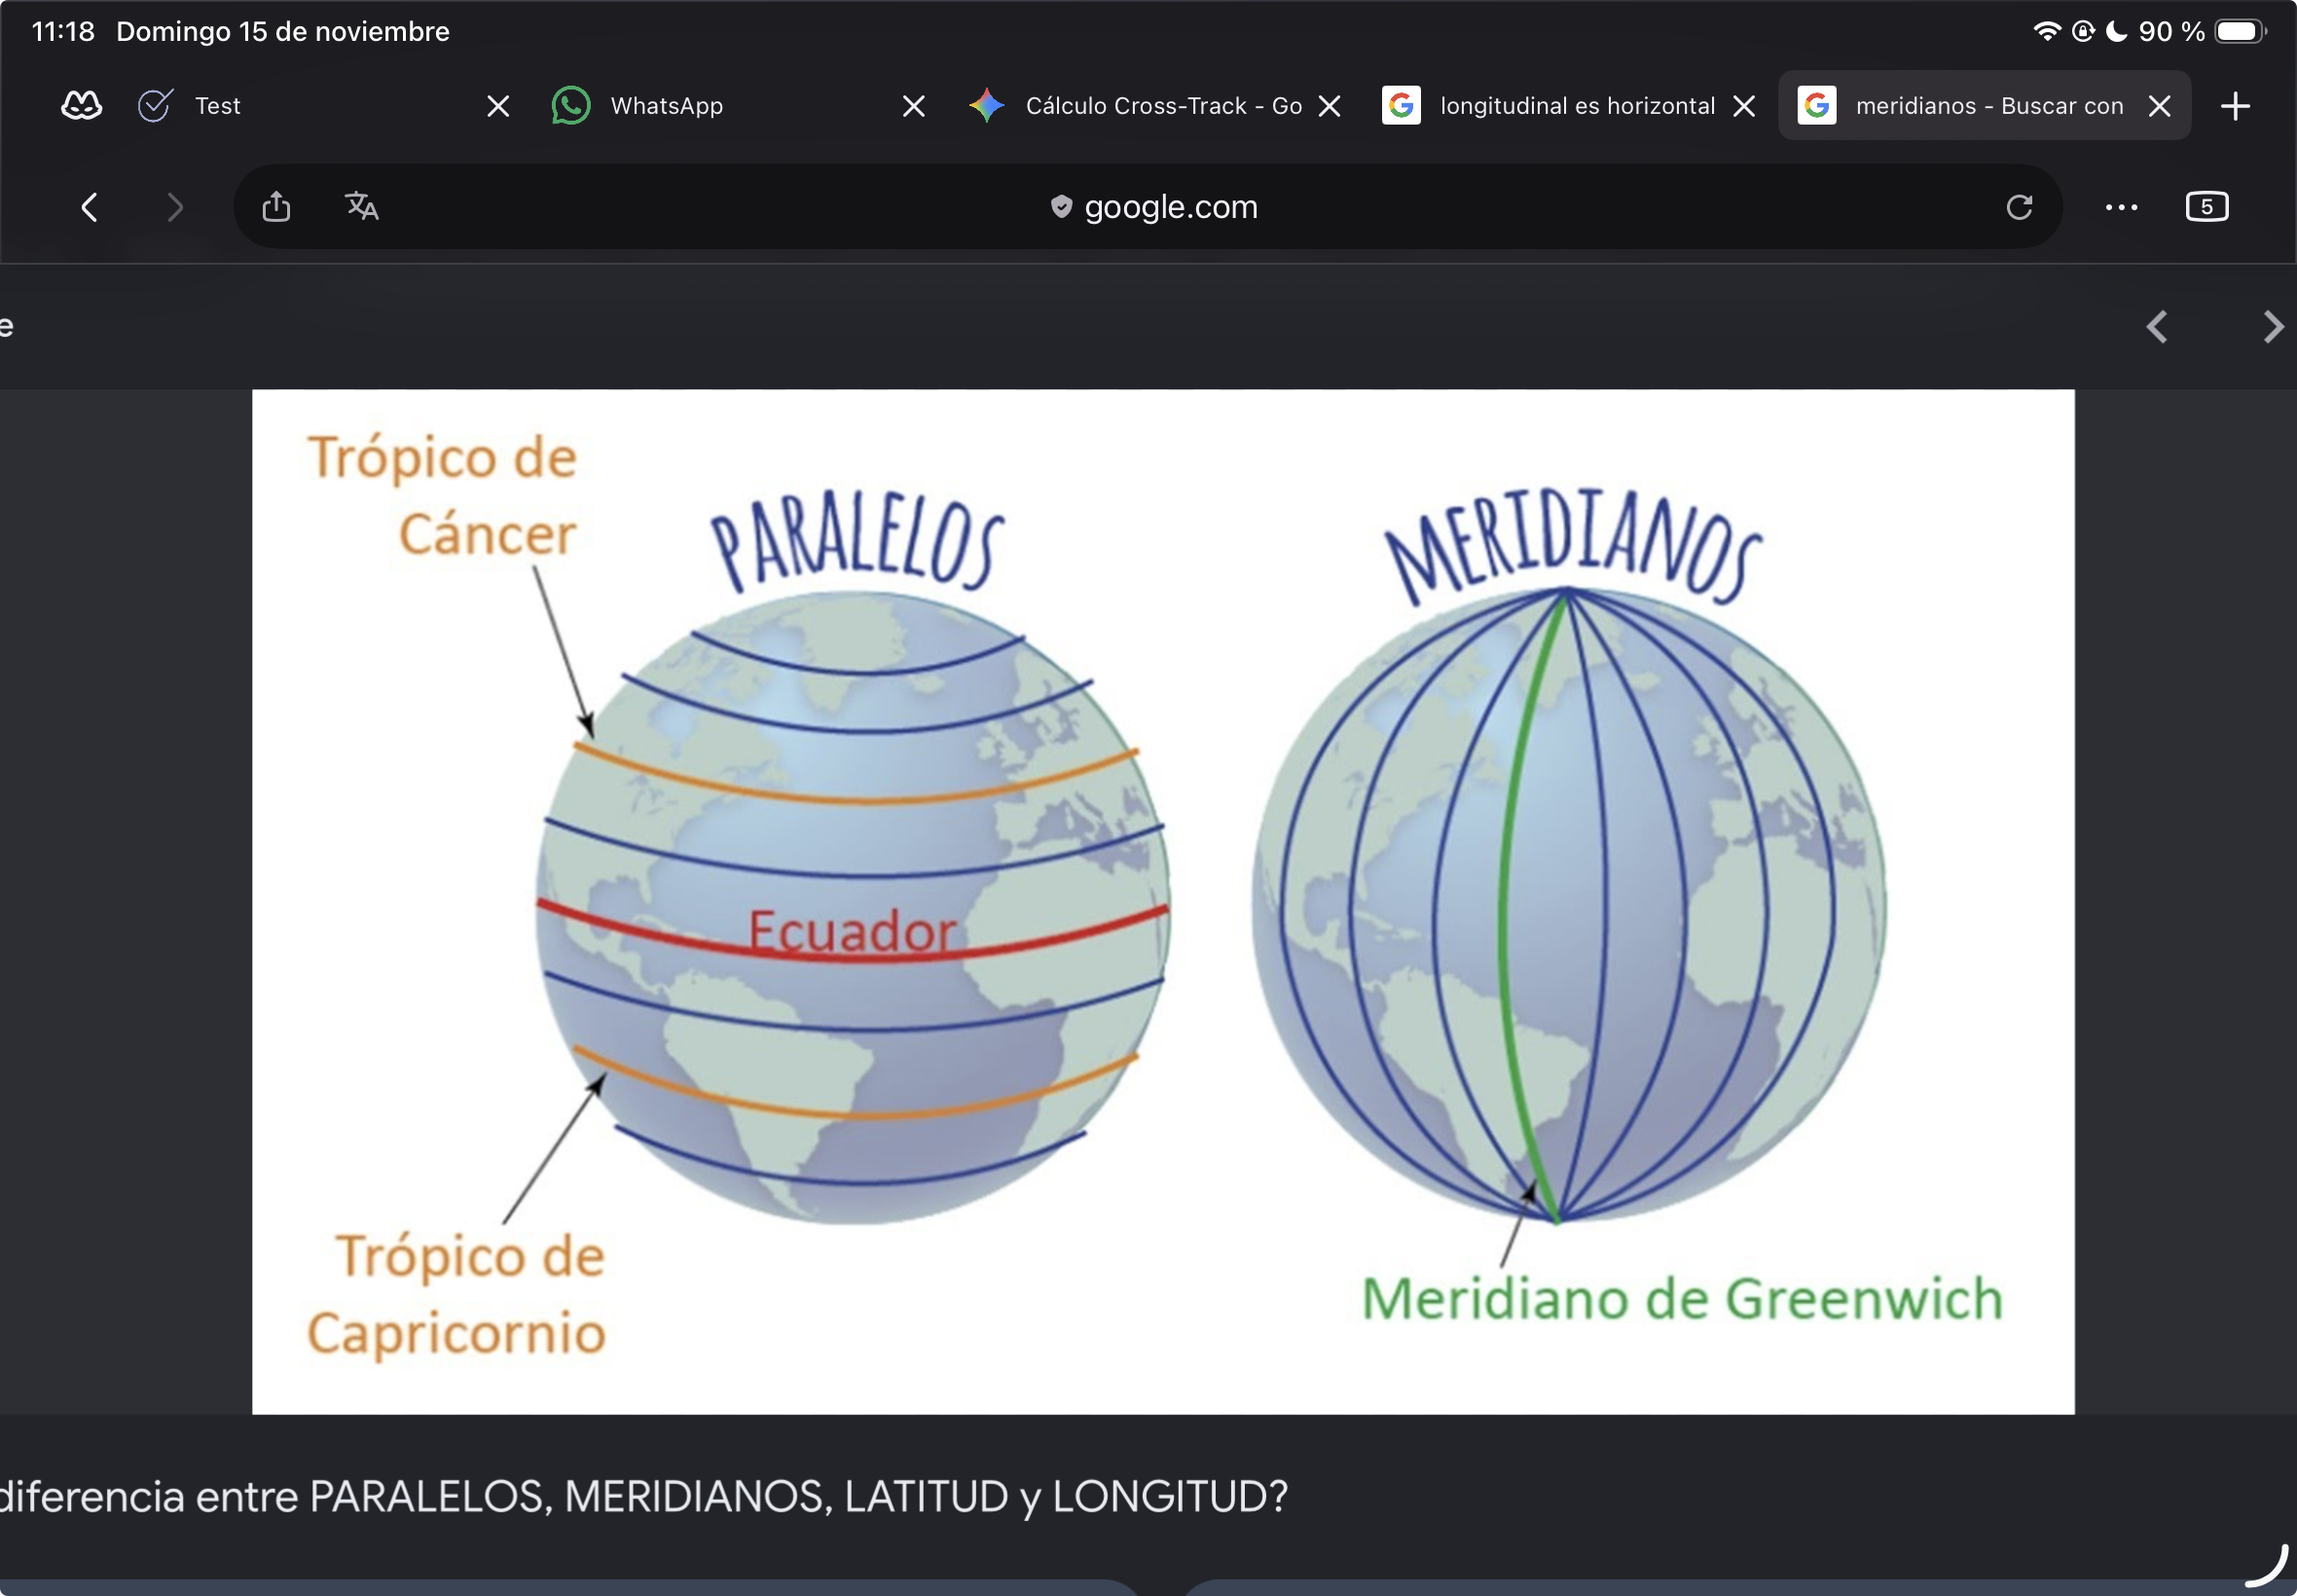 11:18 Domingo 15 de noviembre
90 %
Test
WhatsApp
Cálculo Cross-Track - Go
longitudinal es horizontal
meridianos - Buscar con
google.com
5
e
Trópico de
Cáncer
PARALELOS
MERIDIANOS
Ecuador
Trópico de
Capricornio
Meridiano de Greenwich
diferencia entre PARALELOS, MERIDIANOS, LATITUD y LONGITUD?